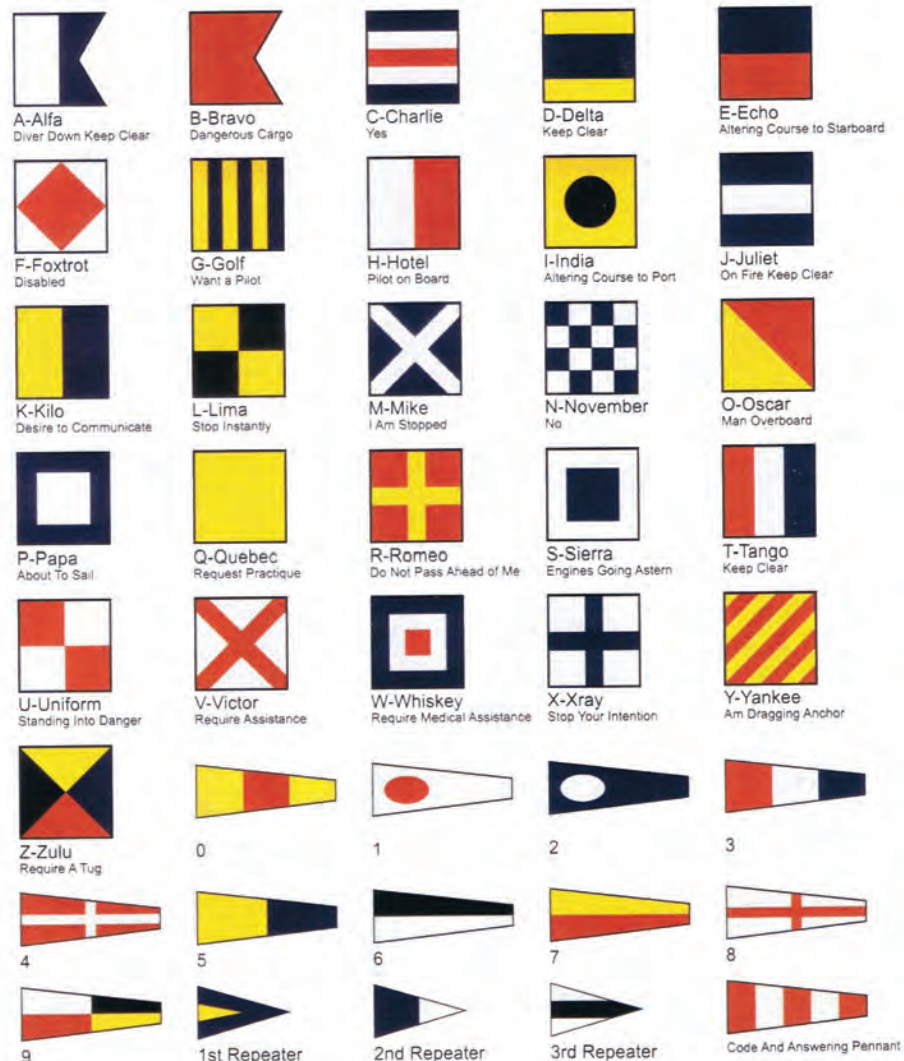 A-Alfa
Diver Down Keep Clear
B-Bravo
Dangerous Cargo
C-Charlie
Yes
D-Delta
Keep Clear
E-Echo
Altering Course to Starboard
F-Foxtrot
Disabled
G-Golf
Want a Pilot
H-Hotel
Pilot on Board
I-India
Altering Course to Port
J-Juliet
On Fire Keep Clear
K-Kilo
Desire to Communicate
L-Lima
Stop Instantly
M-Mike
I Am Stopped
N-November
No
O-Oscar
Man Overboard
P-Papa
About To Sail
Q-Quebec
Request Practique
R-Romeo
Do Not Pass Ahead of Me
S-Sierra
Engines Going Astern
T-Tango
Keep Clear
U-Uniform
Standing Into Danger
V-Victor
Require Assistance
W-Whiskey
Require Medical Assistance
X-Xray
Stop Your Intention
Y-Yankee
Am Dragging Anchor
Z-Zulu
Require A Tug
0
1
2
3
4
5
6
7
8
9
1st Repeater
2nd Repeater
3rd Repeater
Code And Answering Pennant